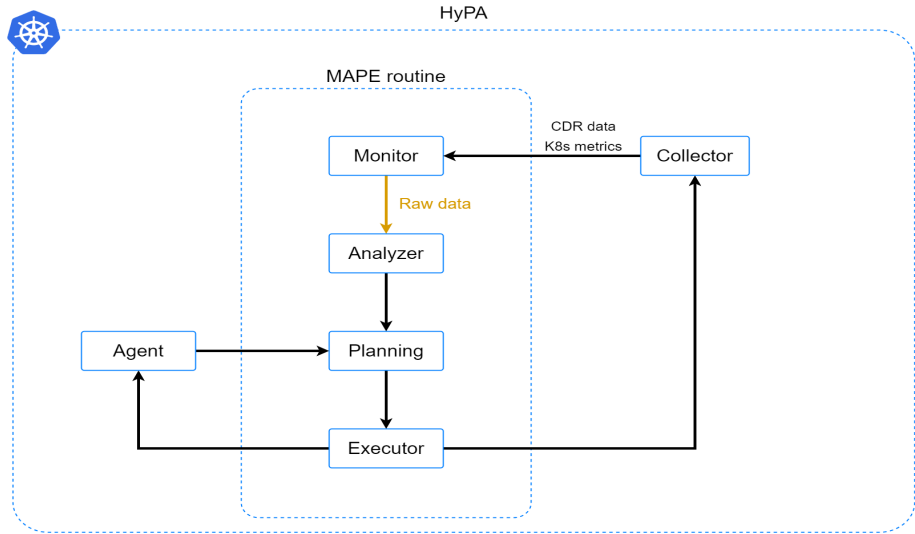 HyPA
MAPE routine
CDR data
K8s metrics
Monitor
Collector
Raw data
Analyzer
Agent
Planning
Executor